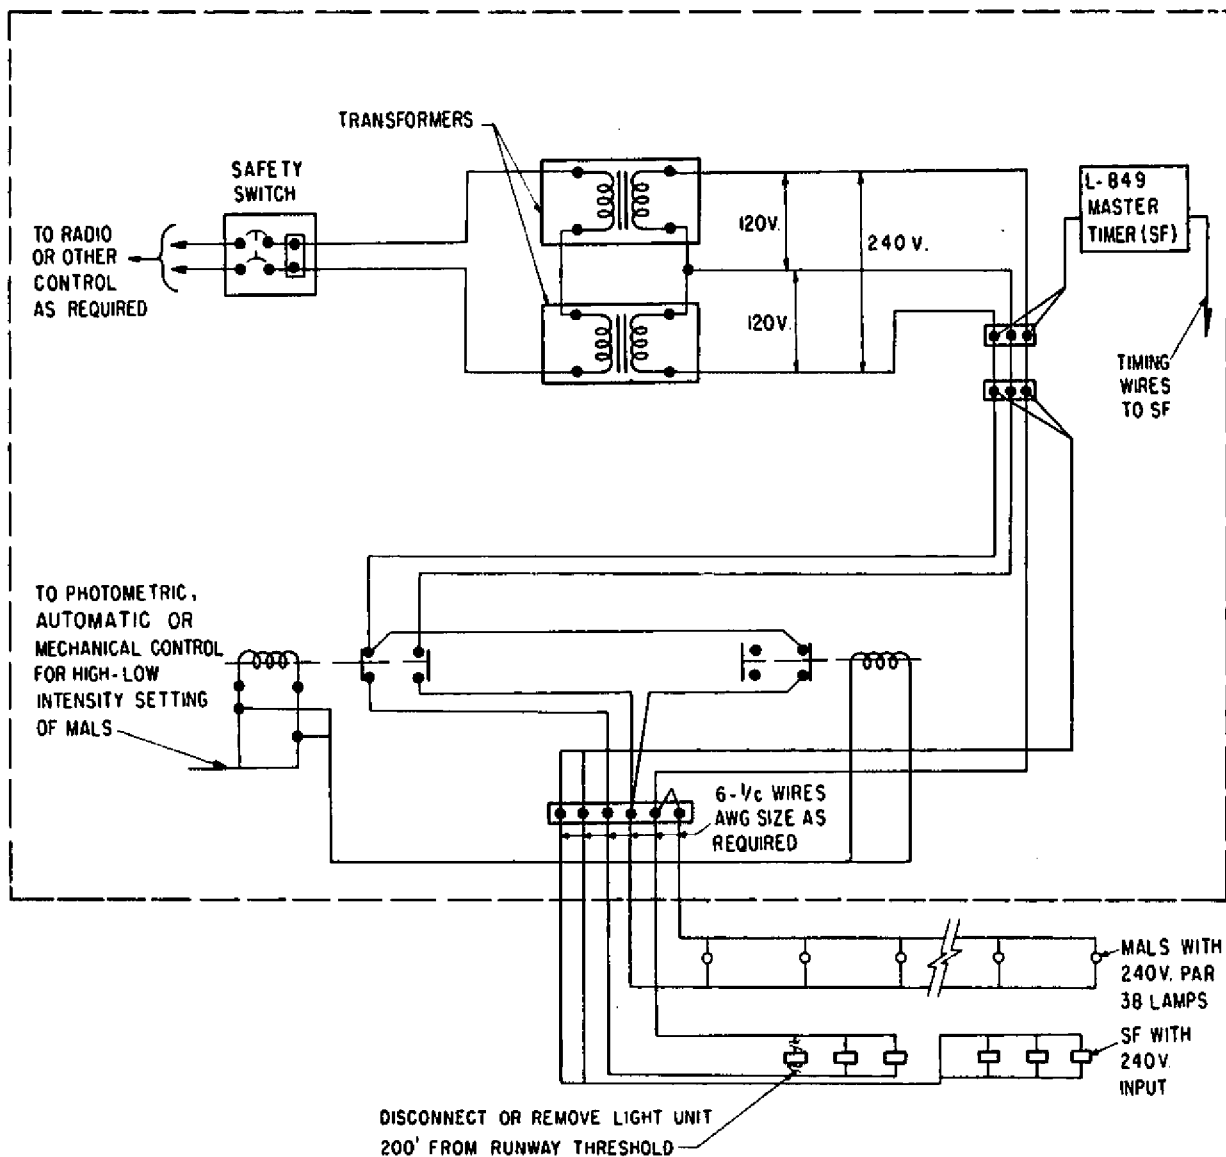 TRANSFORMERS
SAFETY
SWITCH
TO RADIO
OR OTHER
CONTROL
AS REQUIRED
120V.
240 V.
120V.
L-849
MASTER
TIMER (SF)
TIMING
WIRES
TO SF
TO PHOTOMETRIC,
AUTOMATIC OR
MECHANICAL CONTROL
FOR HIGH-LOW
INTENSITY SETTING
OF MALS
6-1/c WIRES
AWG SIZE AS
REQUIRED
MALS WITH
240V. PAR
38 LAMPS
SF WITH
240V.
INPUT
DISCONNECT OR REMOVE LIGHT UNIT
200' FROM RUNWAY THRESHOLD